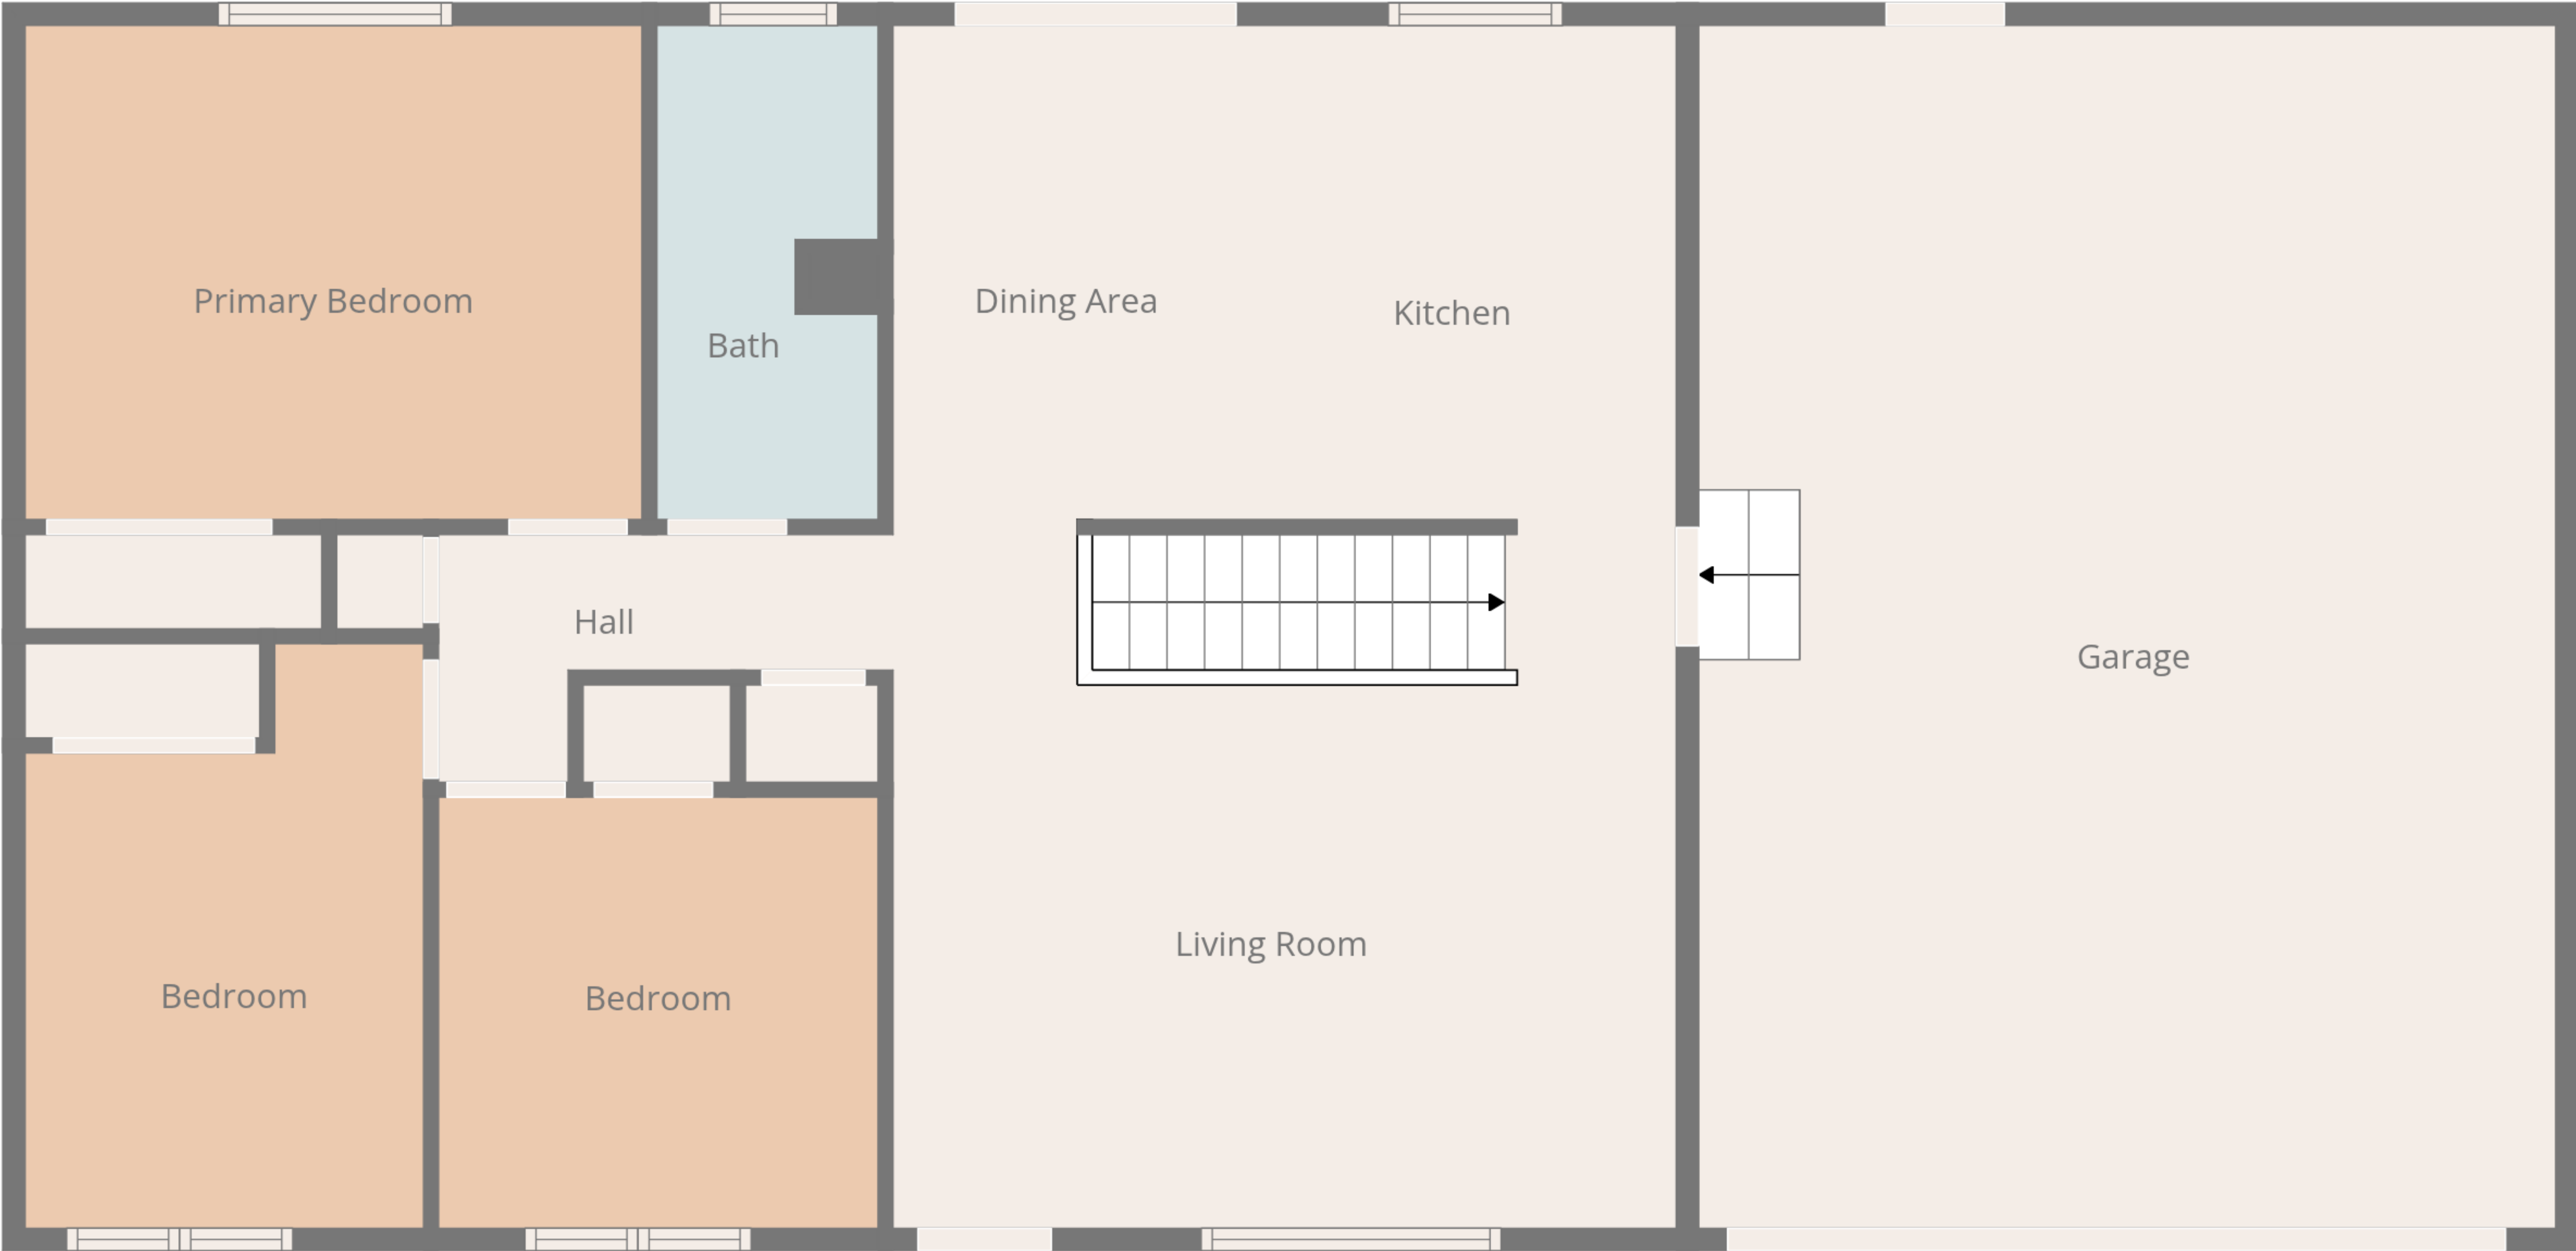 Primary Bedroom
Dining Area
Kitchen
Bath
Hall
Garage
Living Room
Bedroom
Bedroom